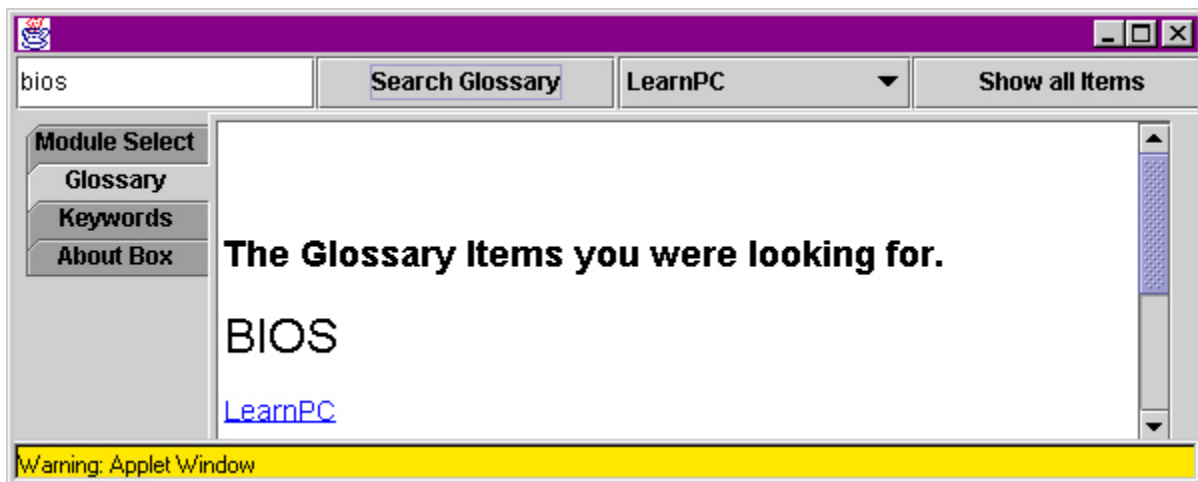 bios
Search Glossary
LearnPC
Show all Items
Module Select
Glossary
Keywords
About Box
The Glossary Items you were looking for.
BIOS
LearnPC
Warning: Applet Window